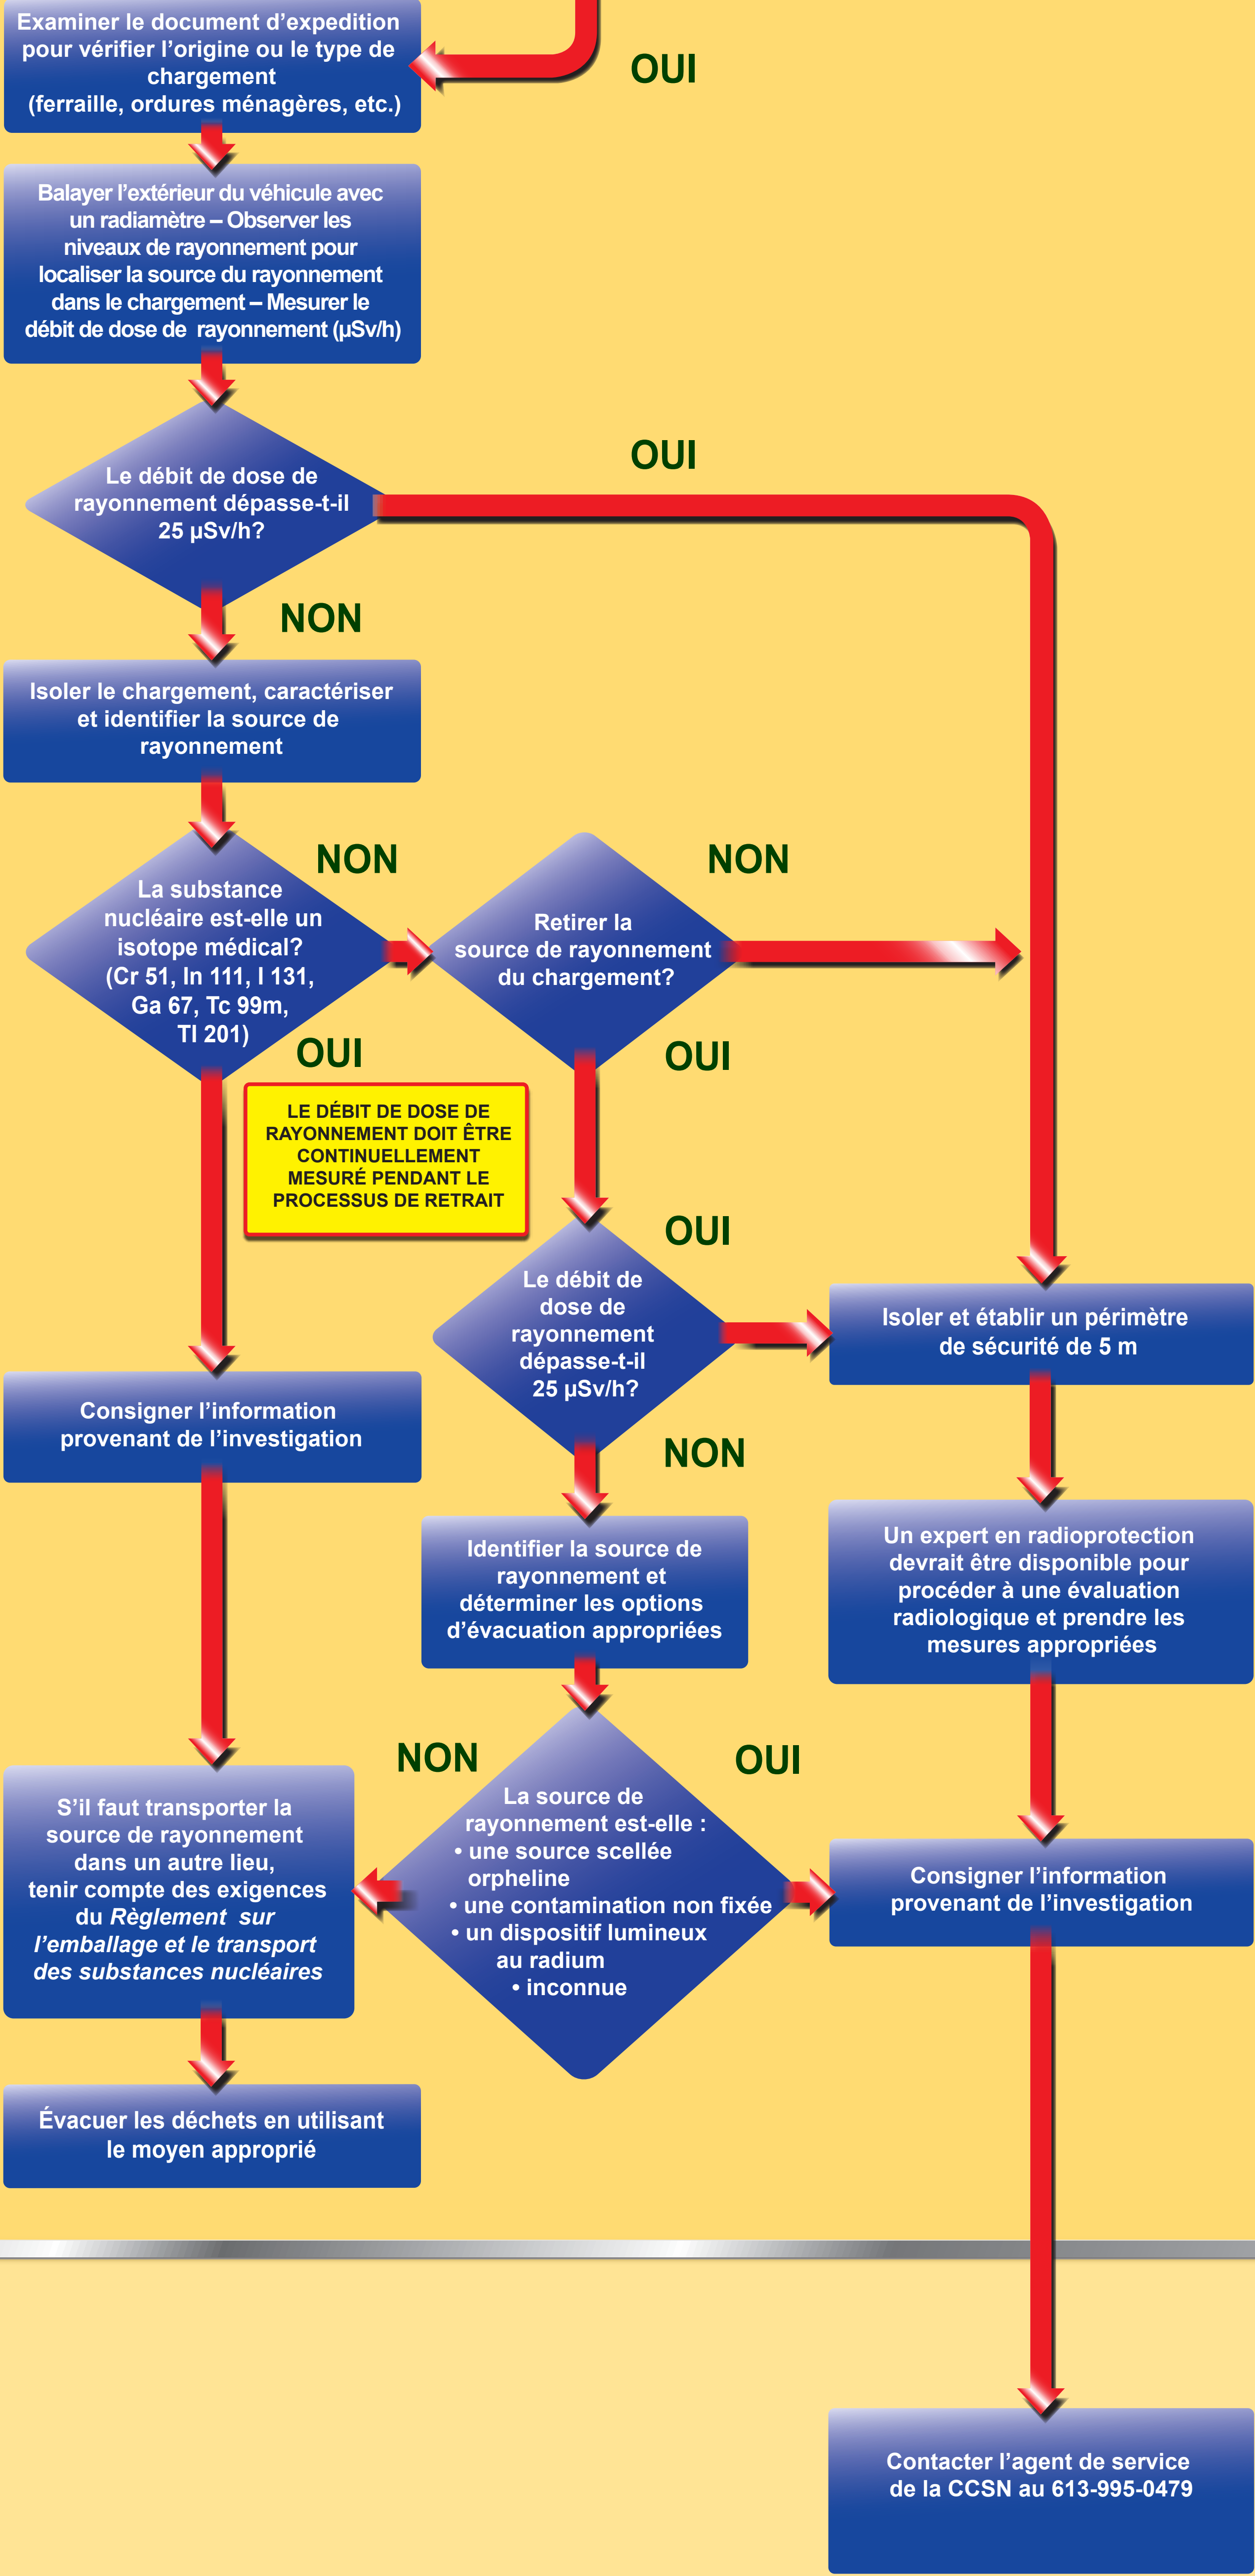 Examiner le document d'expedition
pour vérifier l'origine ou le type de
chargement
(ferraille, ordures ménagères, etc.)
OUI
Balayer l'extérieur du véhicule avec
un radiamètre – Observer les
niveaux de rayonnement pour
localiser la source du rayonnement
dans le chargement – Mesurer le
débit de dose de rayonnement (µSv/h)
Le débit de dose de
rayonnement dépasse-t-il
25 µSv/h?
OUI
NON
Isoler le chargement, caractériser
et identifier la source de
rayonnement
La substance
nucléaire est-elle un
isotope médical?
(Cr 51, In 111, I 131,
Ga 67, Tc 99m,
Tl 201)
NON
OUI
Retirer la
source de rayonnement
du chargement?
NON
OUI
LE DÉBIT DE DOSE DE
RAYONNEMENT DOIT ÊTRE
CONTINUELLEMENT
MESURÉ PENDANT LE
PROCESSUS DE RETRAIT
Le débit de
dose de
rayonnement
dépasse-t-il
25 µSv/h?
OUI
NON
Isoler et établir un périmètre
de sécurité de 5 m
Consigner l'information
provenant de l'investigation
Identifier la source de
rayonnement et
déterminer les options
d'évacuation appropriées
Un expert en radioprotection
devrait être disponible pour
procéder à une évaluation
radiologique et prendre les
mesures appropriées
NON
OUI
La source de
rayonnement est-elle :
• une source scellée
orpheline
• une contamination non fixée
• un dispositif lumineux
au radium
• inconnue
S'il faut transporter la
source de rayonnement
dans un autre lieu,
tenir compte des exigences
du Règlement sur
l'emballage et le transport
des substances nucléaires
Consigner l'information
provenant de l'investigation
Évacuer les déchets en utilisant
le moyen approprié
Contacter l'agent de service
de la CCSN au 613-995-0479